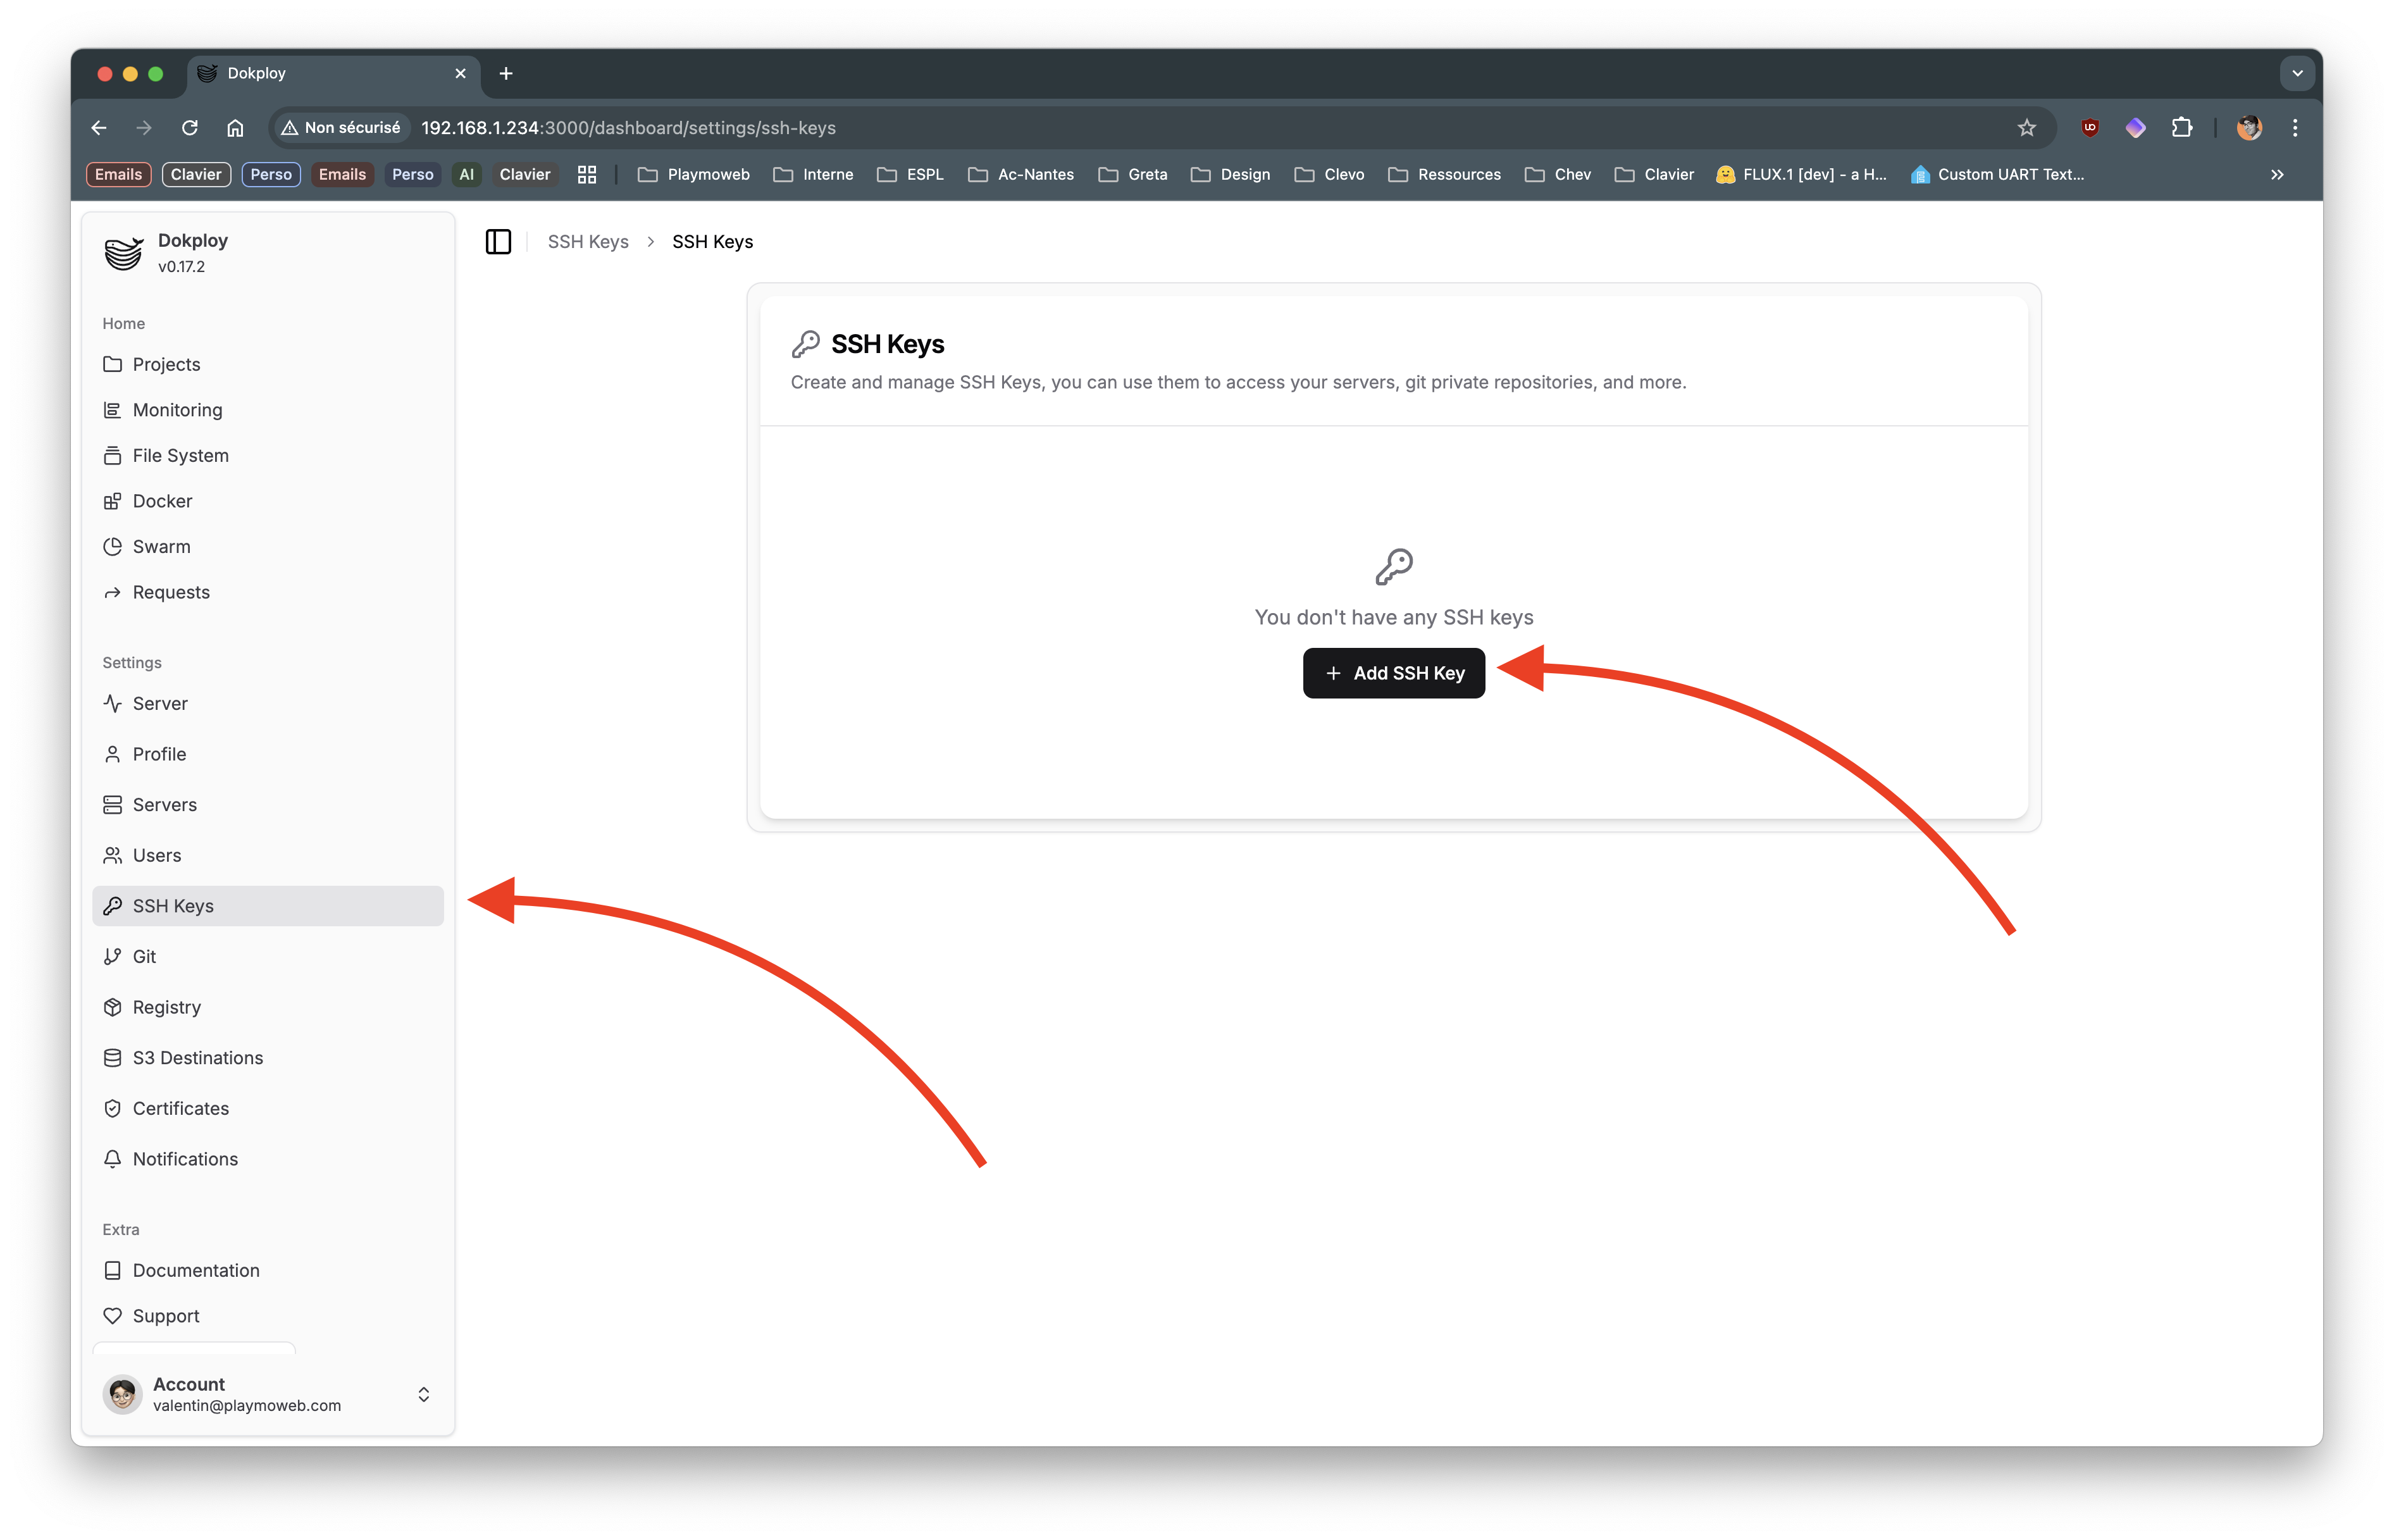 Dokploy
Non sécurisé 192.168.1.234:3000/dashboard/settings/ssh-keys
Emails Clavier Perso Emails Perso AI Clavier Playmoweb Interne ESPL Ac-Nantes Greta Design Clevo Ressources Chev Clavier FLUX.1 [dev] - a H... Custom UART Text...
Dokploy
v0.17.2
Home
Projects
Monitoring
File System
Docker
Swarm
Requests
Settings
Server
Profile
Servers
Users
SSH Keys
Git
Registry
S3 Destinations
Certificates
Notifications
Extra
Documentation
Support
Account
valentin@playmoweb.com
SSH Keys > SSH Keys
SSH Keys
Create and manage SSH Keys, you can use them to access your servers, git private repositories, and more.
You don't have any SSH keys
+ Add SSH Key